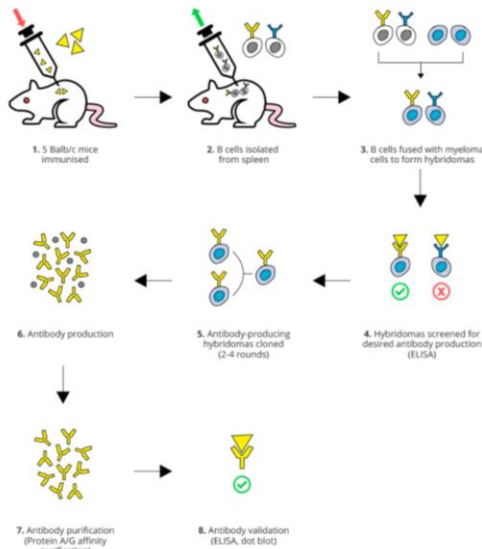 1. 5 Balb/c mice
immunised
2. B cells isolated
from spleen
3. B cells fused with myeloma
cells to form hybridomas
4. Hybridomas screened for
desired antibody production
(ELISA)
5. Antibody-producing
hybridomas cloned
(2-4 rounds)
6. Antibody production
7. Antibody purification
(Protein A/G affinity
8. Antibody validation
(ELISA, dot blot)